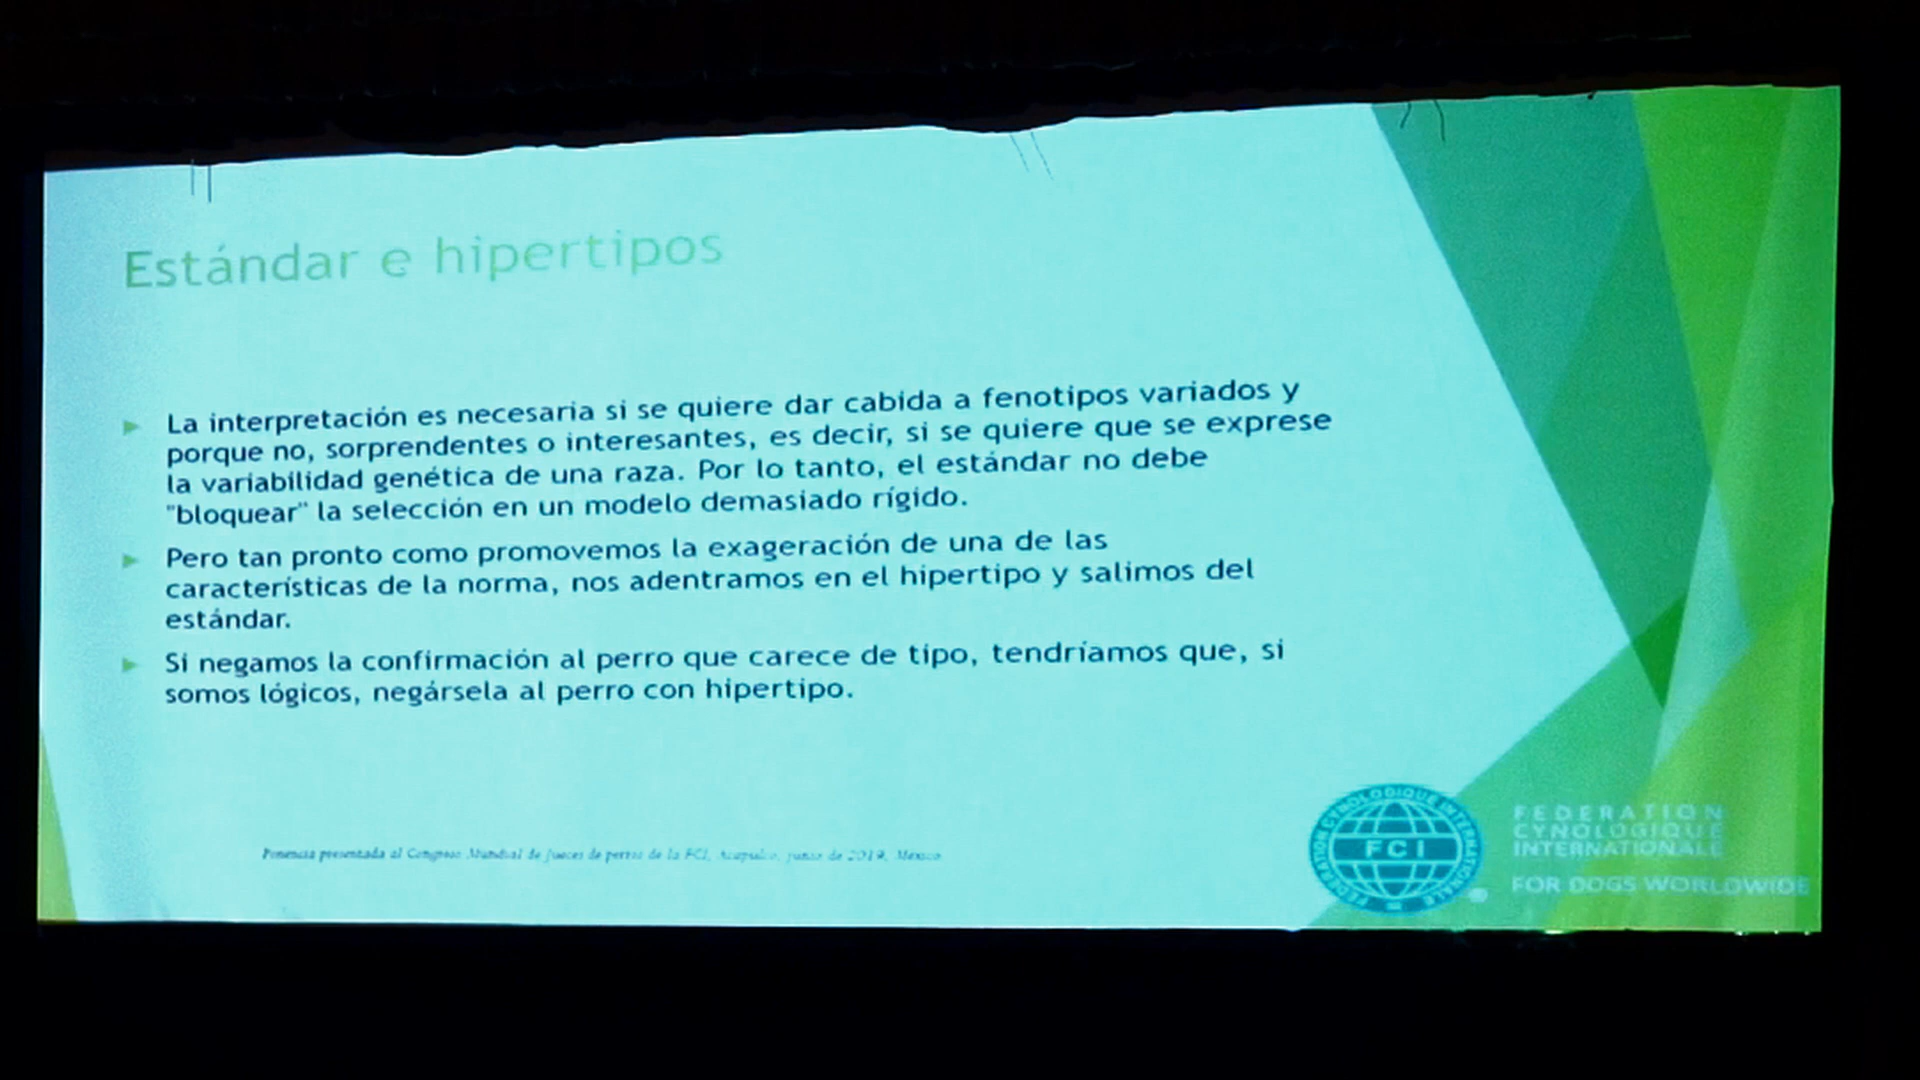 Estándar e hipertipos
La interpretación es necesaria si se quiere dar cabida a fenotipos variados y
porque no, sorprendentes o interesantes, es decir, si se quiere que se exprese
la variabilidad genética de una raza. Por lo tanto, el estándar no debe
"bloquear" la selección en un modelo demasiado rígido.
Pero tan pronto como promovemos la exageración de una de las
características de la norma, nos adentramos en el hipertipo y salimos del
estándar.
Si negamos la confirmación al perro que carece de tipo, tendríamos que, si
somos lógicos, negársela al perro con hipertipo.
Ponencia presentada al Congreso Mundial de Jueces de perros de la FCI, Acapulco, junio de 2019, Mexico
FEDERATION CYNOLOGIQUE INTERNATIONALE
FCI
FEDERATION
CYNOLOGIQUE
INTERNATIONALE
FOR DOGS WORLDWIDE